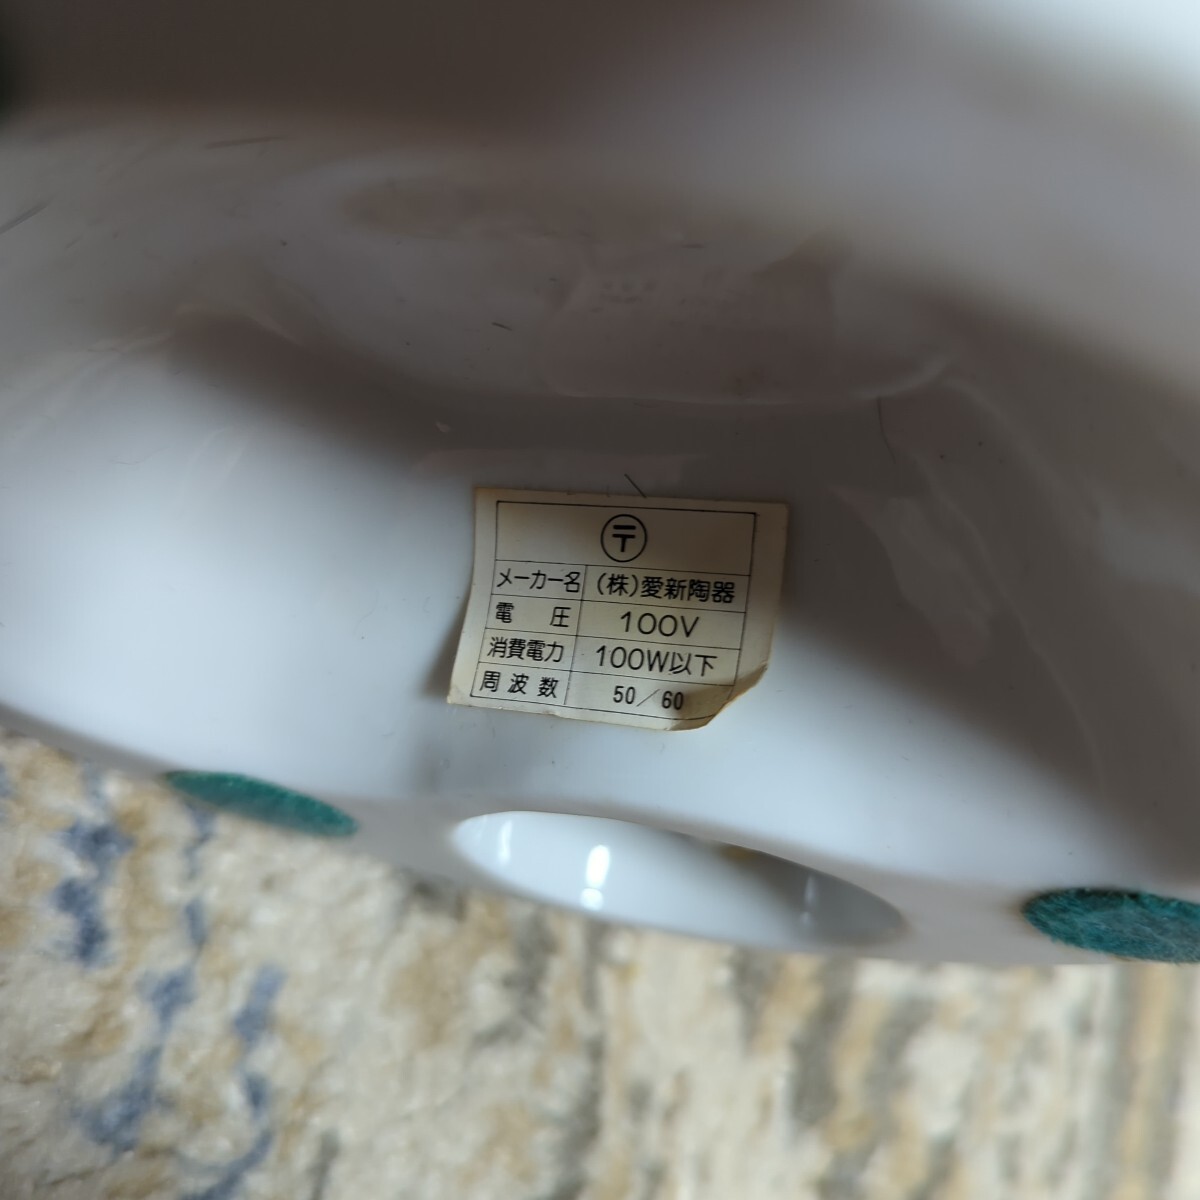 〒
メーカー名 (株)愛新陶器
電圧 100V
消費電力 100W以下
周波数 50/60